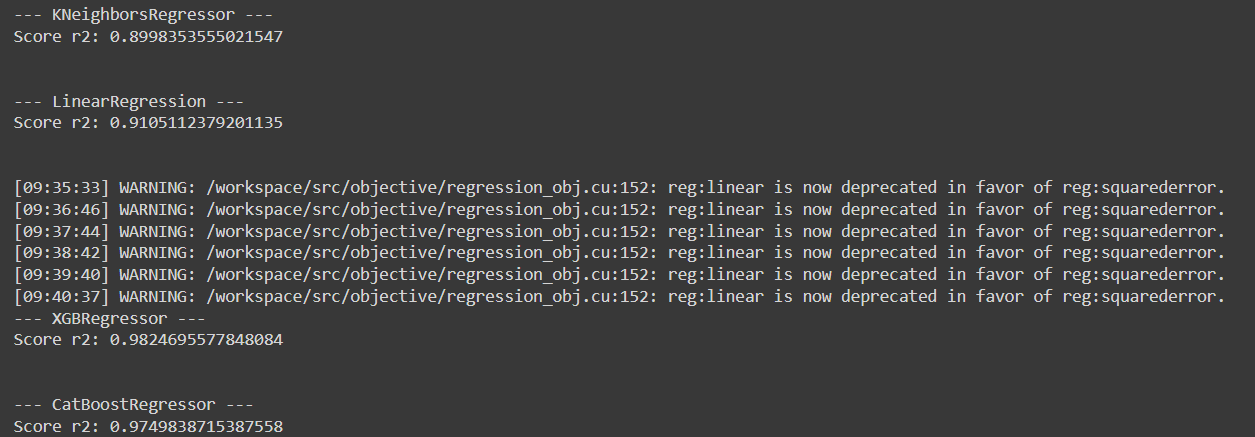 --- KNeighborsRegressor ---
Score r2: 0.8998353555021547
--- LinearRegression ---
Score r2: 0.9105112379201135
[09:35:33] WARNING: /workspace/src/objective/regression_obj.cu:152: reg:linear is now deprecated in favor of reg:squarederror.
[09:36:46] WARNING: /workspace/src/objective/regression_obj.cu:152: reg:linear is now deprecated in favor of reg:squarederror.
[09:37:44] WARNING: /workspace/src/objective/regression_obj.cu:152: reg:linear is now deprecated in favor of reg:squarederror.
[09:38:42] WARNING: /workspace/src/objective/regression_obj.cu:152: reg:linear is now deprecated in favor of reg:squarederror.
[09:39:40] WARNING: /workspace/src/objective/regression_obj.cu:152: reg:linear is now deprecated in favor of reg:squarederror.
[09:40:37] WARNING: /workspace/src/objective/regression_obj.cu:152: reg:linear is now deprecated in favor of reg:squarederror.
--- XGBRegressor ---
Score r2: 0.9824695577848084
--- CatBoostRegressor ---
Score r2: 0.9749838715387558